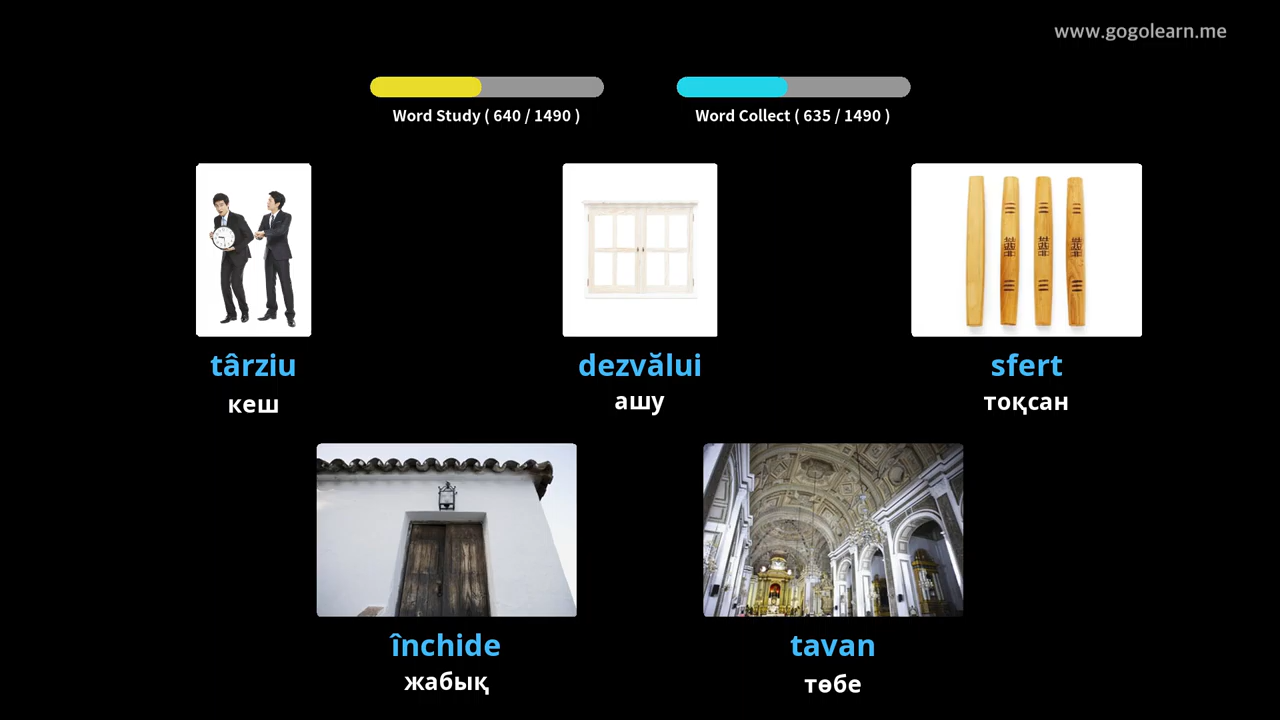 www.gogolearn.me
Word Study ( 640 / 1490 )
Word Collect ( 635 / 1490 )
târziu
кеш
dezvălui
ашу
sfert
тоқсан
închide
жабық
tavan
төбе